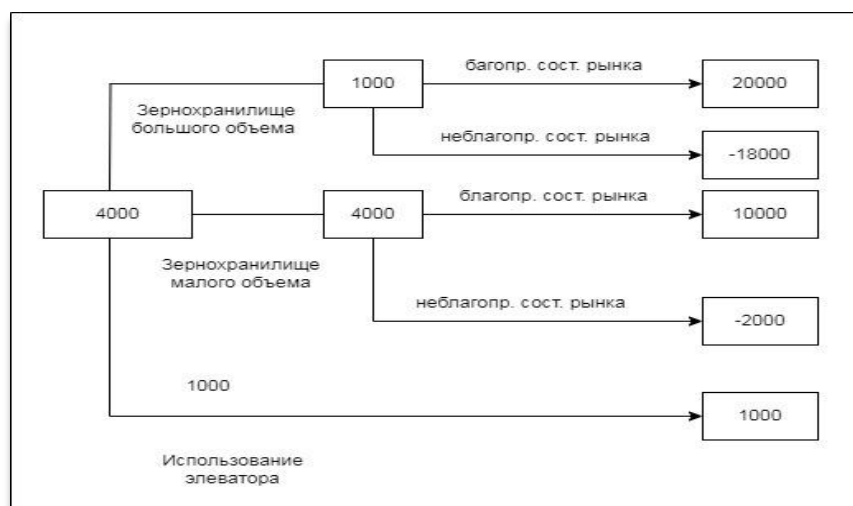 1000
багопр. сост. рынка
20000
Зернохранилище
большого объема
неблагопр. сост. рынка
-18000
4000
4000
благопр. сост. рынка
10000
Зернохранилище
малого объема
неблагопр. сост. рынка
-2000
1000
1000
Использование
элеватора